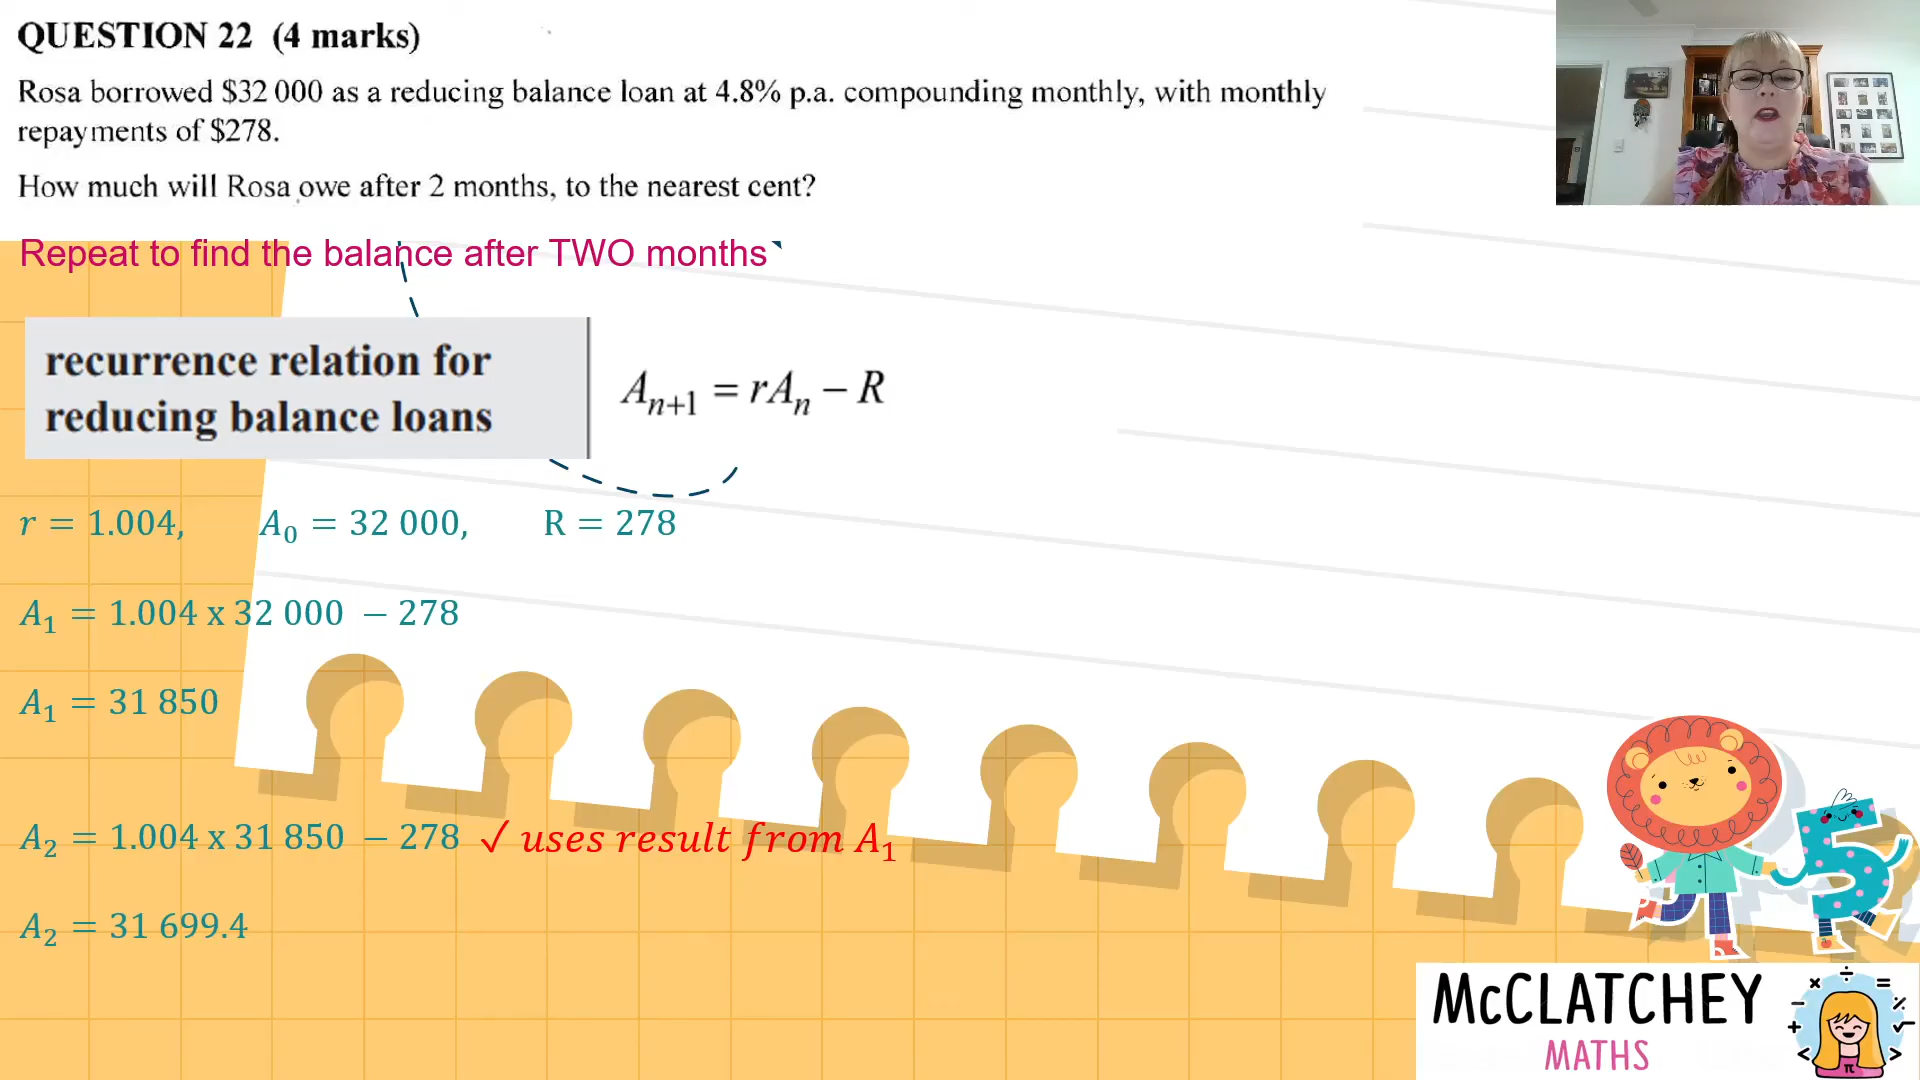 QUESTION 22 (4 marks)
Rosa borrowed $32 000 as a reducing balance loan at 4.8% p.a. compounding monthly, with monthly
repayments of $278.
How much will Rosa owe after 2 months, to the nearest cent?
Repeat to find the balance after TWO months
recurrence relation for
reducing balance loans
Aₙ₊₁ = rAₙ − R
r = 1.004, A₀ = 32 000, R = 278
A₁ = 1.004 x 32 000 − 278
A₁ = 31 850
A₂ = 1.004 x 31 850 − 278 ✓ uses result from A₁
A₂ = 31 699.4
McCLATCHEY
MATHS